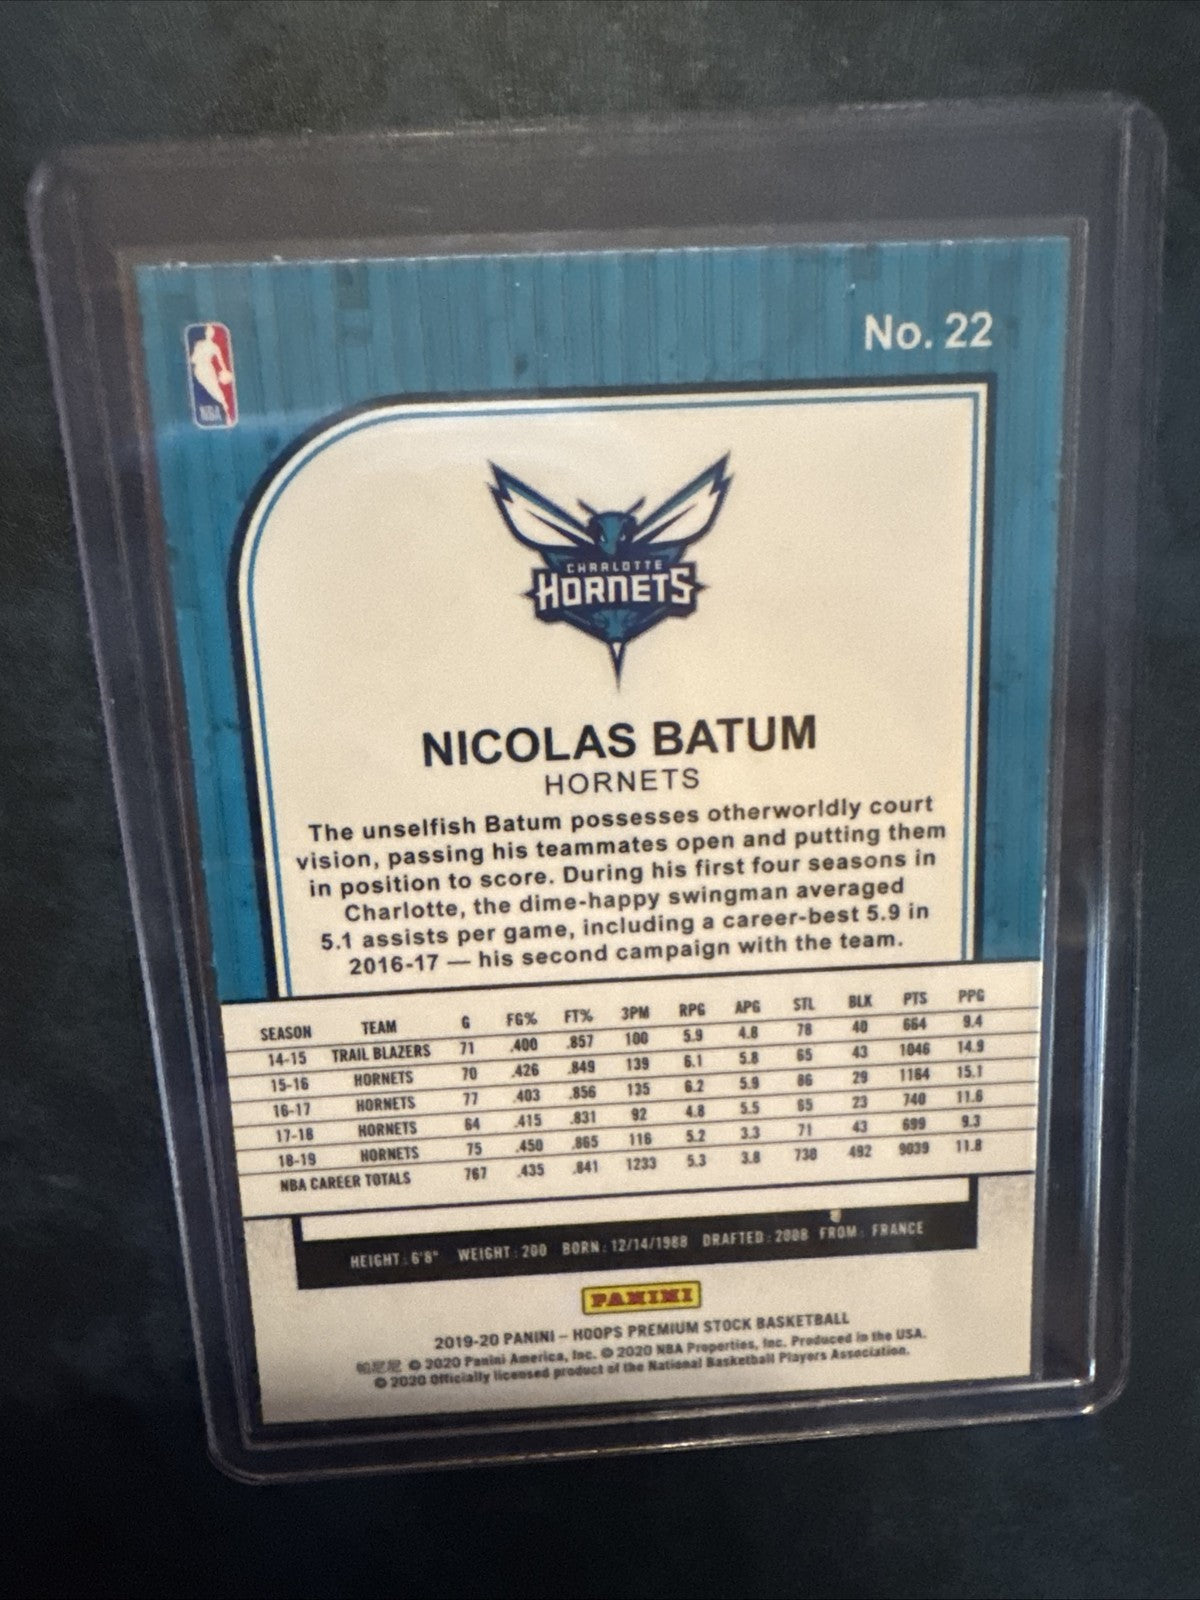 No. 22
NBA
CHARLOTTE
HORNETS
NICOLAS BATUM
HORNETS
The unselfish Batum possesses otherworldly court
vision, passing his teammates open and putting them
in position to score. During his first four seasons in
Charlotte, the dime-happy swingman averaged
5.1 assists per game, including a career-best 5.9 in
2016-17 — his second campaign with the team.
SEASON TEAM G FG% FT% 3PM RPG APG STL BLK PTS PPG
14-15 TRAIL BLAZERS 71 .400 .857 100 5.9 4.8 78 40 664 9.4
15-16 HORNETS 70 .426 .849 139 6.1 5.8 65 43 1046 14.9
16-17 HORNETS 77 .403 .856 135 6.2 5.9 86 29 1164 15.1
17-18 HORNETS 64 .415 .831 92 4.8 5.5 65 23 740 11.6
18-19 HORNETS 75 .450 .865 116 5.2 3.3 71 43 699 9.3
NBA CAREER TOTALS 767 .435 .841 1233 5.3 3.8 730 492 9039 11.8
HEIGHT: 6'8" WEIGHT: 200 BORN: 12/14/1988 DRAFTED: 2008 FROM: FRANCE
PANINI
2019-20 PANINI – HOOPS PREMIUM STOCK BASKETBALL
帕尼尼 © 2020 Panini America, Inc. © 2020 NBA Properties, Inc. Produced in the USA.
© 2020 Officially licensed product of the National Basketball Players Association.